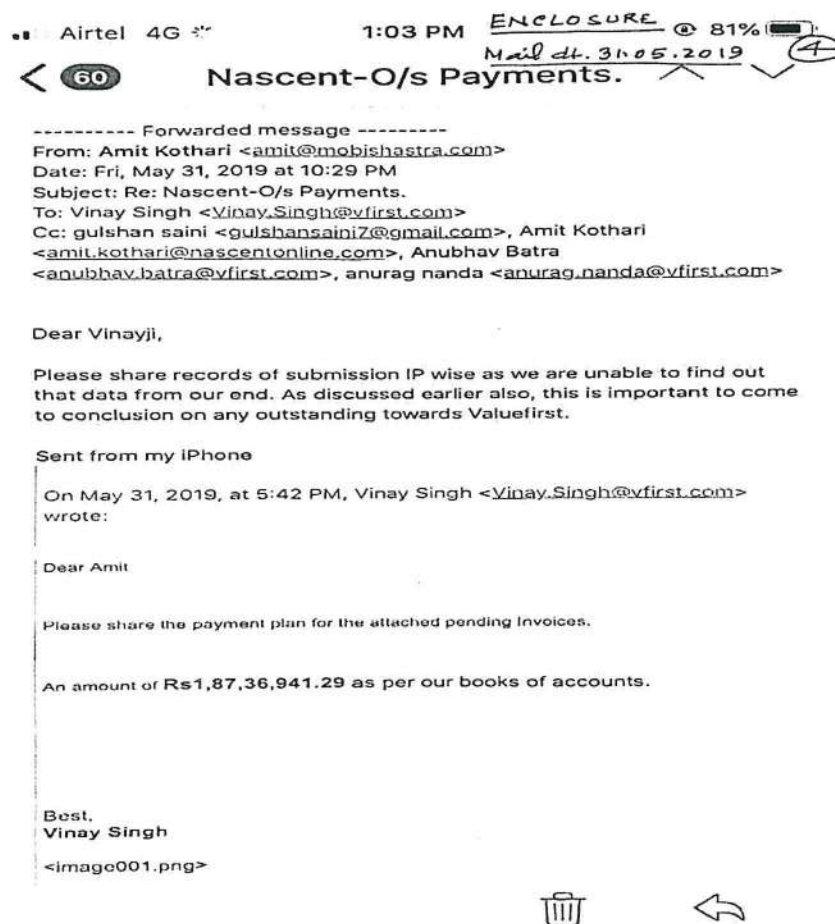 Airtel 4G 1:03 PM ENCLOSURE 81%
Mail dt. 31.05.2019 4
60 Nascent-O/s Payments.
---------- Forwarded message ---------
From: Amit Kothari <amit@mobishastra.com>
Date: Fri, May 31, 2019 at 10:29 PM
Subject: Re: Nascent-O/s Payments.
To: Vinay Singh <Vinay.Singh@vfirst.com>
Cc: gulshan saini <gulshansaini7@gmail.com>, Amit Kothari
<amit.kothari@nascentonline.com>, Anubhav Batra
<anubhav.batra@vfirst.com>, anurag nanda <anurag.nanda@vfirst.com>
Dear Vinayji,
Please share records of submission IP wise as we are unable to find out
that data from our end. As discussed earlier also, this is important to come
to conclusion on any outstanding towards Valuefirst.
Sent from my iPhone
On May 31, 2019, at 5:42 PM, Vinay Singh <Vinay.Singh@vfirst.com>
wrote:
Dear Amit
Please share the payment plan for the attached pending Invoices.
An amount of Rs1,87,36,941.29 as per our books of accounts.
Best,
Vinay Singh
<image001.png>